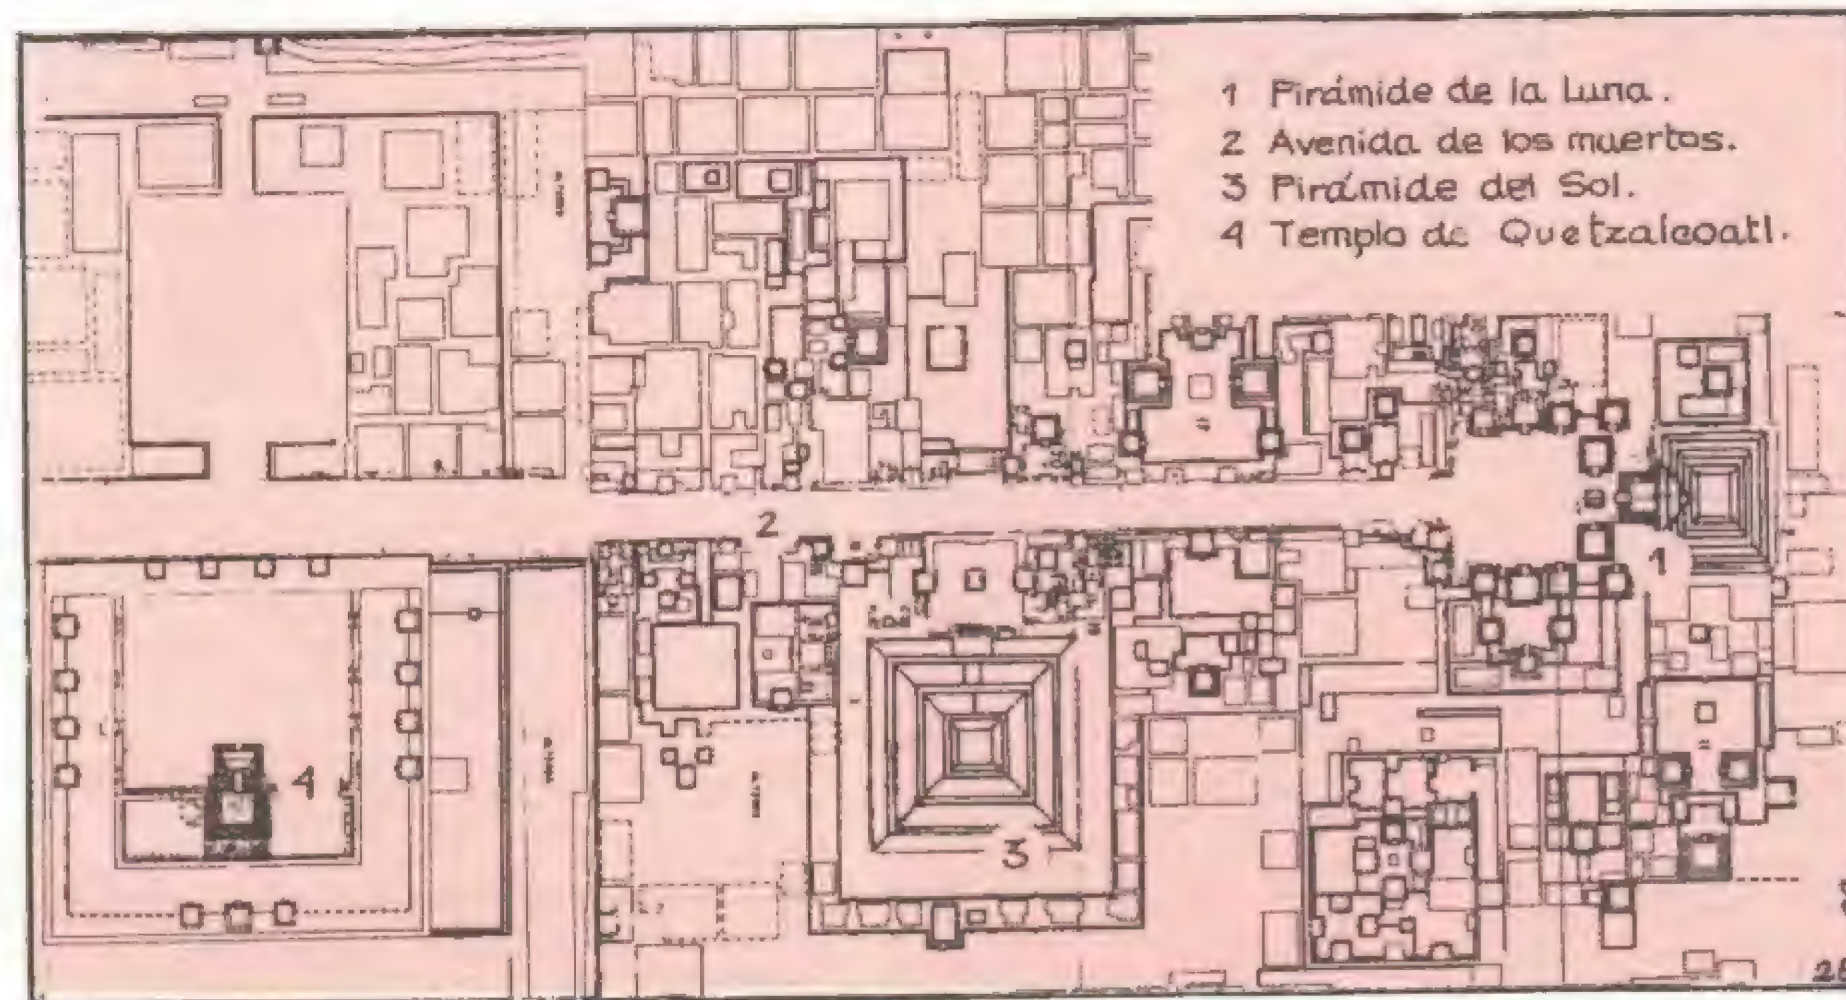 1 Pirámide de la Luna.
2 Avenida de los muertos.
3 Pirámide del Sol.
4 Templo de Quetzalcoatl.
2
1
4
3